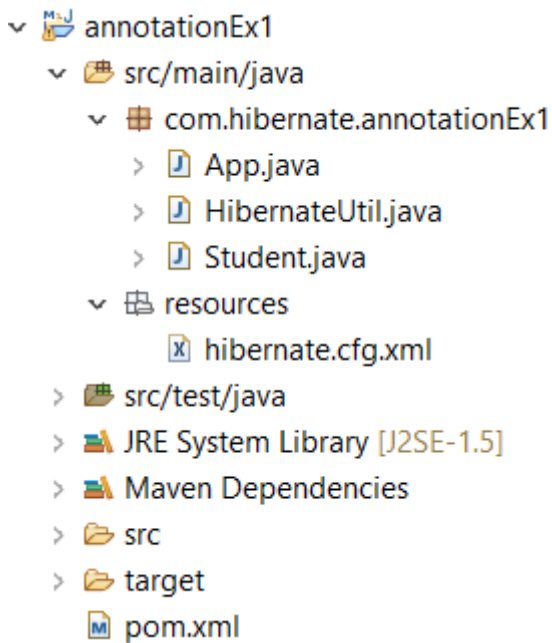 annotationEx1
src/main/java
com.hibernate.annotationEx1
App.java
HibernateUtil.java
Student.java
resources
hibernate.cfg.xml
src/test/java
JRE System Library [J2SE-1.5]
Maven Dependencies
src
target
pom.xml